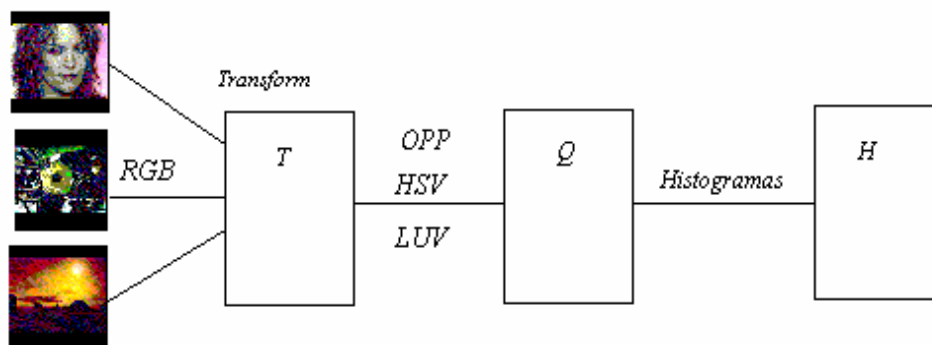 Transform
RGB
T
OPP
HSV
LUV
Q
Histogramas
H